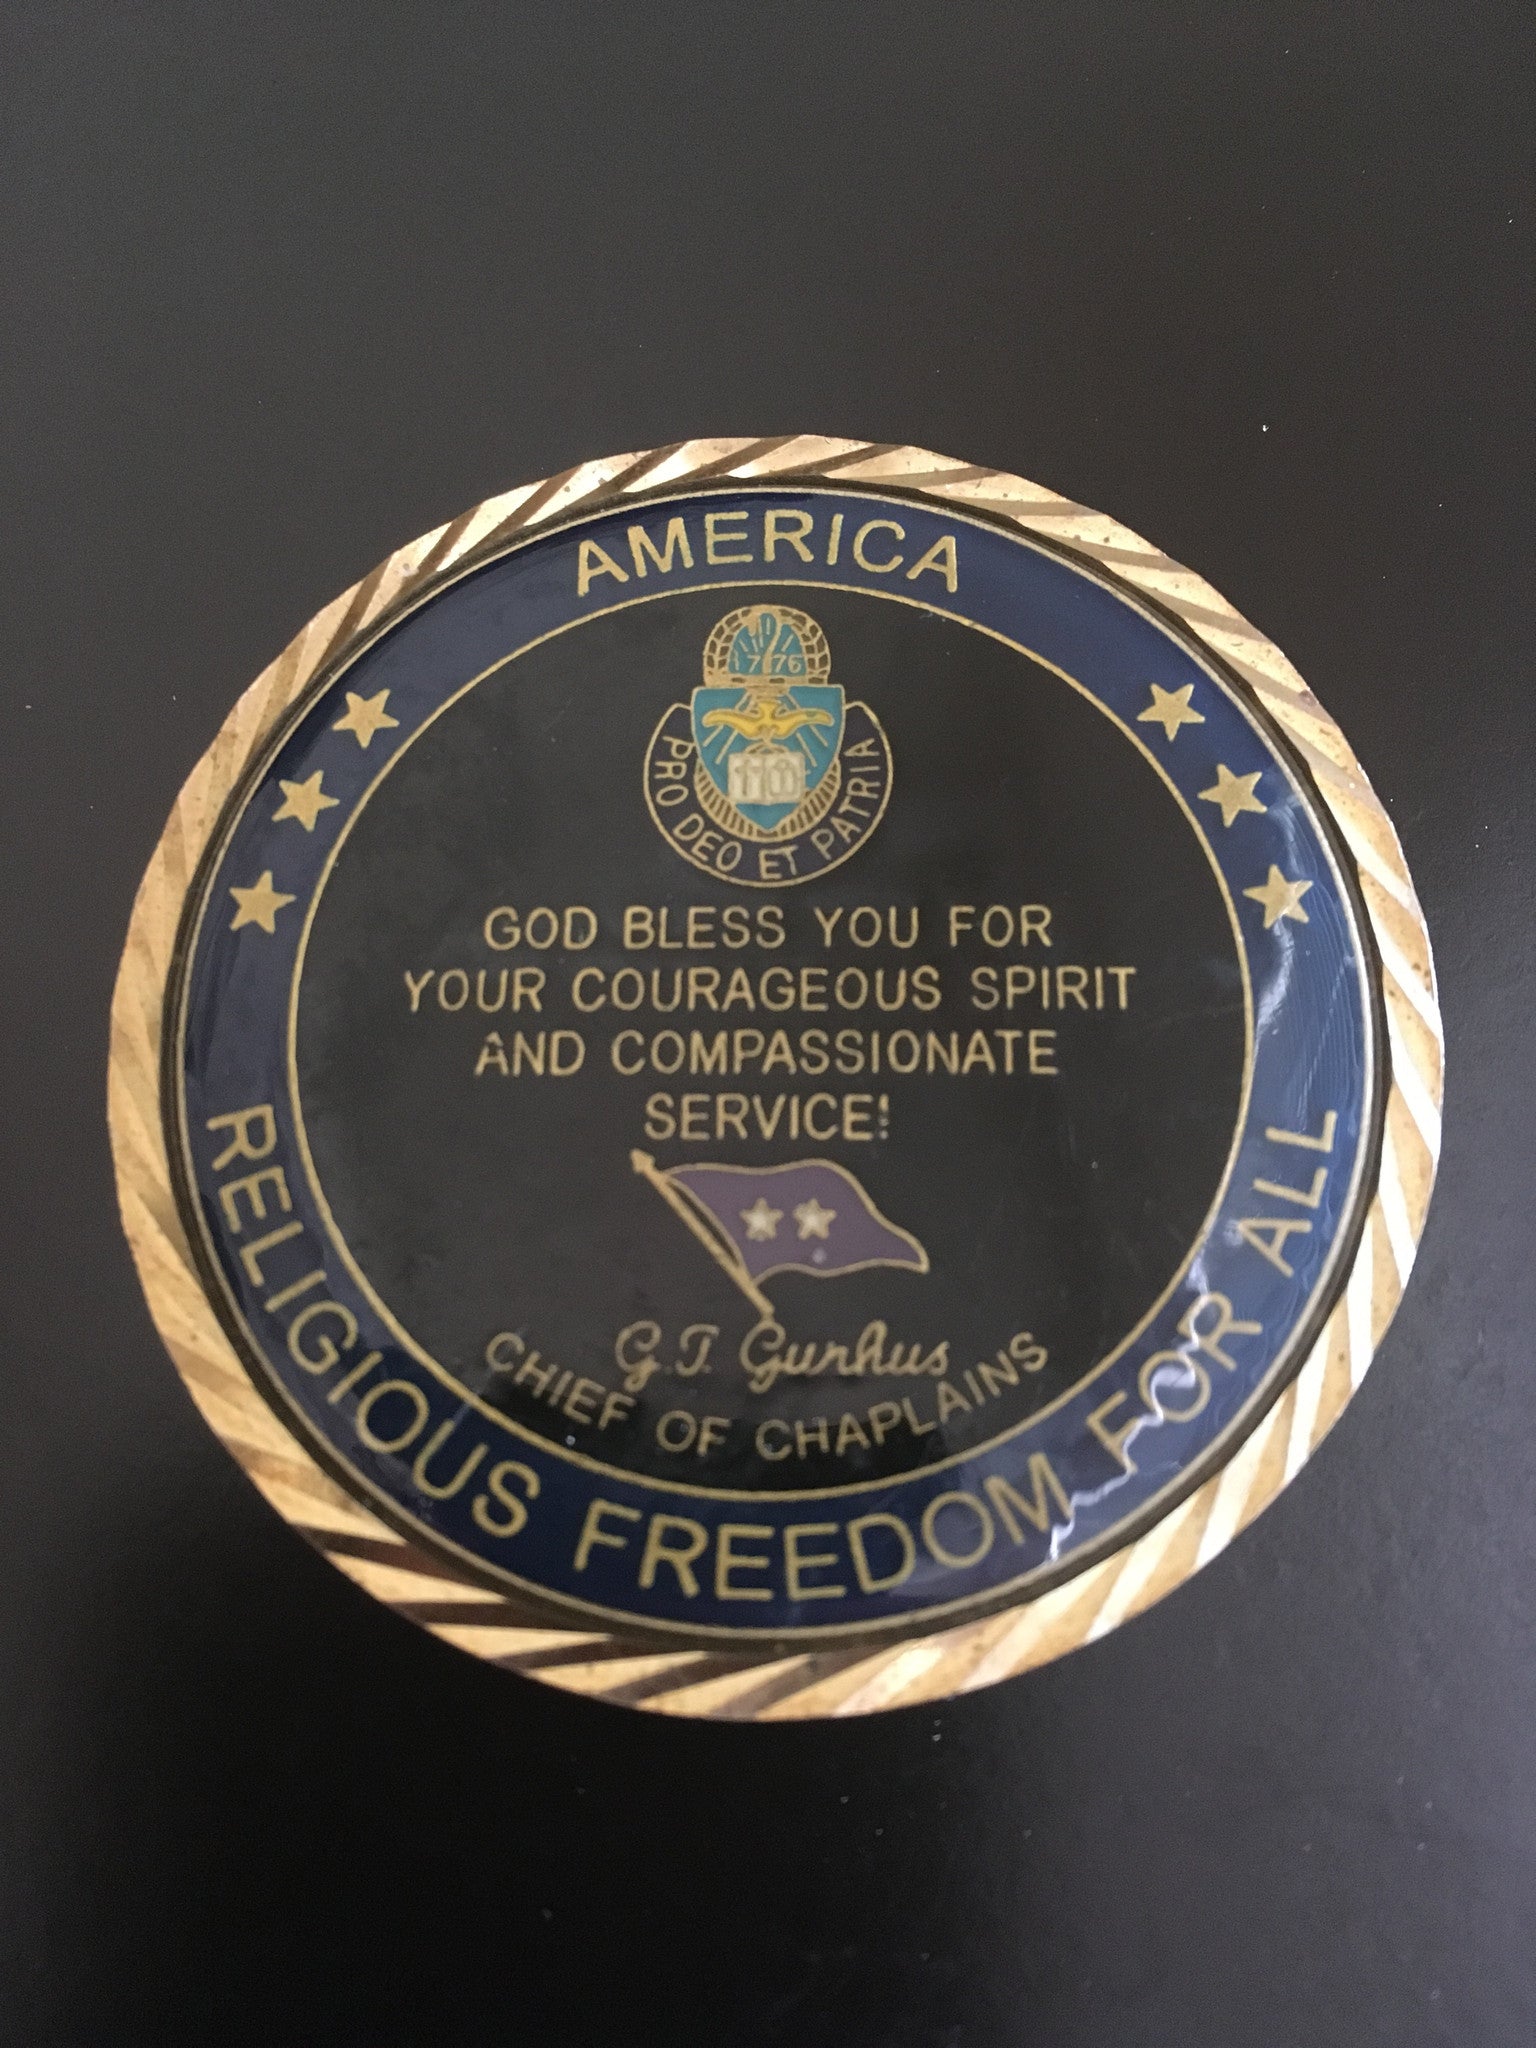 AMERICA
1776
PRO DEO ET PATRIA
GOD BLESS YOU FOR
YOUR COURAGEOUS SPIRIT
AND COMPASSIONATE
SERVICE!
G.T. Gunhus
CHIEF OF CHAPLAINS
RELIGIOUS FREEDOM FOR ALL